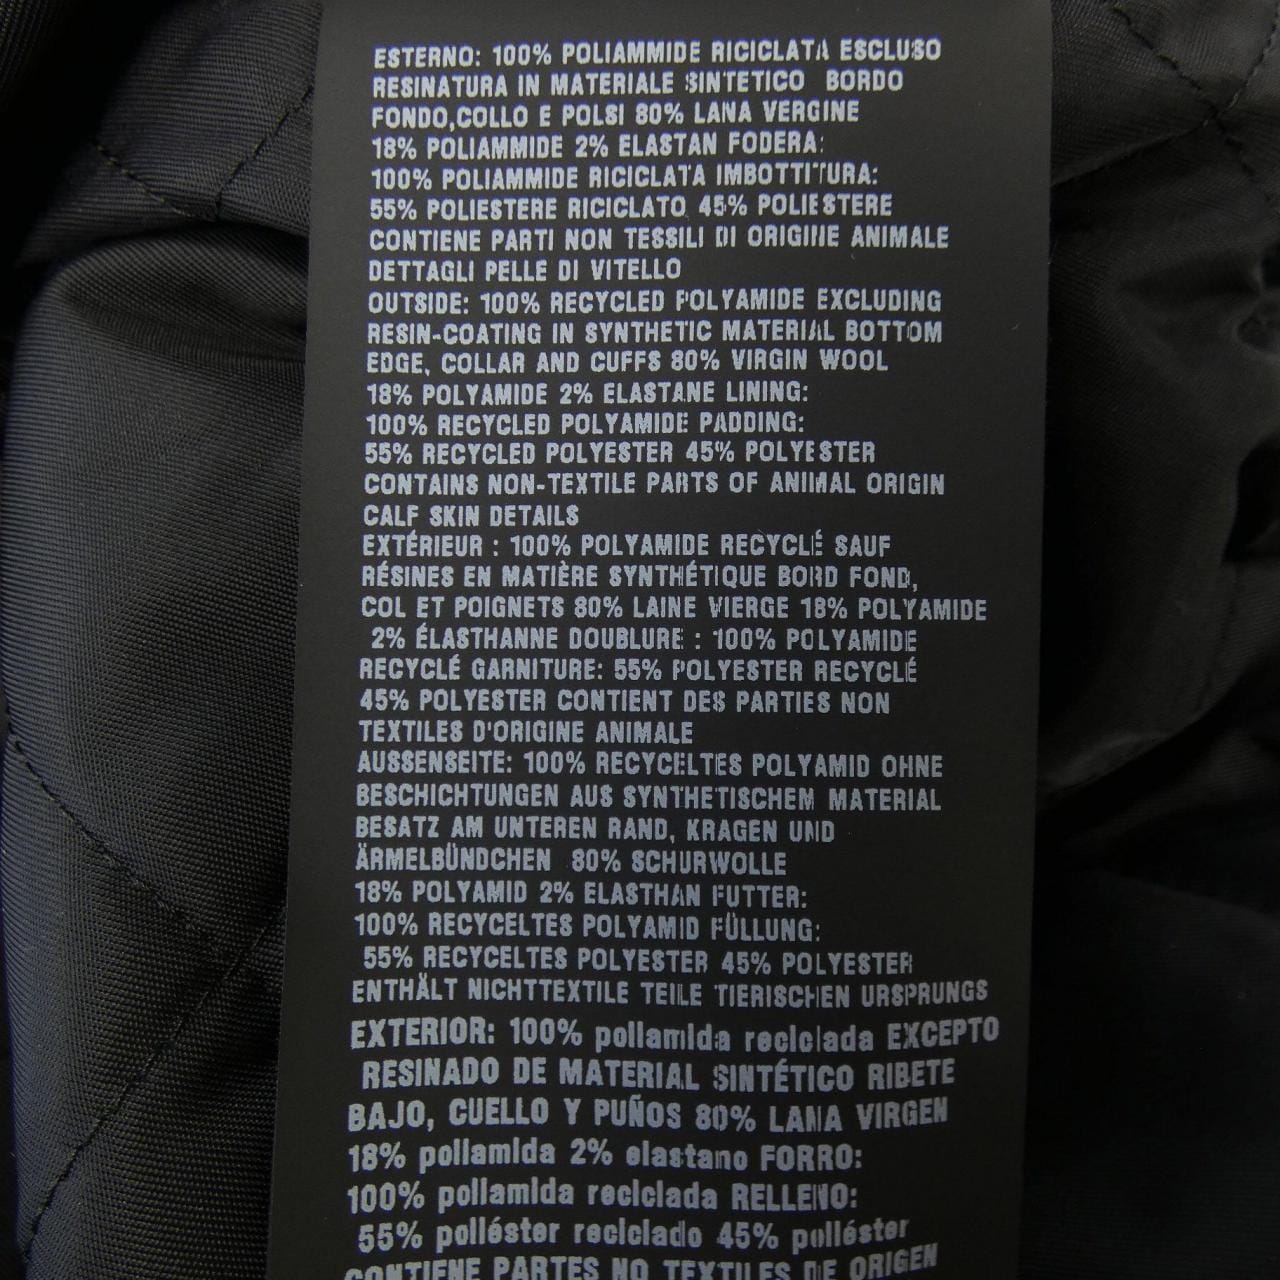 ESTERNO: 100% POLIAMMIDE RICICLATA ESCLUSO
RESINATURA IN MATERIALE SINTETICO BORDO
FONDO,COLLO E POLSI 80% LANA VERGINE
18% POLIAMMIDE 2% ELASTAN FODERA:
100% POLIAMMIDE RICICLATA IMBOTTITURA:
55% POLIESTERE RICICLATO 45% POLIESTERE
CONTIENE PARTI NON TESSILI DI ORIGINE ANIMALE
DETTAGLI PELLE DI VITELLO
OUTSIDE: 100% RECYCLED POLYAMIDE EXCLUDING
RESIN-COATING IN SYNTHETIC MATERIAL BOTTOM
EDGE, COLLAR AND CUFFS 80% VIRGIN WOOL
18% POLYAMIDE 2% ELASTANE LINING:
100% RECYCLED POLYAMIDE PADDING:
55% RECYCLED POLYESTER 45% POLYESTER
CONTAINS NON-TEXTILE PARTS OF ANIMAL ORIGIN
CALF SKIN DETAILS
EXTÉRIEUR : 100% POLYAMIDE RECYCLÉ SAUF
RÉSINES EN MATIÈRE SYNTHÉTIQUE BORD FOND,
COL ET POIGNETS 80% LAINE VIERGE 18% POLYAMIDE
2% ÉLASTHANNE DOUBLURE : 100% POLYAMIDE
RECYCLÉ GARNITURE: 55% POLYESTER RECYCLÉ
45% POLYESTER CONTIENT DES PARTIES NON
TEXTILES D'ORIGINE ANIMALE
AUSSENSEITE: 100% RECYCELTES POLYAMID OHNE
BESCHICHTUNGEN AUS SYNTHETISCHEM MATERIAL
BESATZ AM UNTEREN RAND, KRAGEN UND
ÄRMELBÜNDCHEN 80% SCHURWOLLE
18% POLYAMID 2% ELASTHAN FUTTER:
100% RECYCELTES POLYAMID FÜLLUNG:
55% RECYCELTES POLYESTER 45% POLYESTER
ENTHÄLT NICHTTEXTILE TEILE TIERISCHEN URSPRUNGS
EXTERIOR: 100% poliamida reciclada EXCEPTO
RESINADO DE MATERIAL SINTÉTICO RIBETE
BAJO, CUELLO Y PUÑOS 80% LANA VIRGEN
18% poliamida 2% elastano FORRO:
100% poliamida reciclada RELLENO:
55% poliéster reciclado 45% poliéster
CONTIENE PARTES NO TEXTILES DE ORIGEN